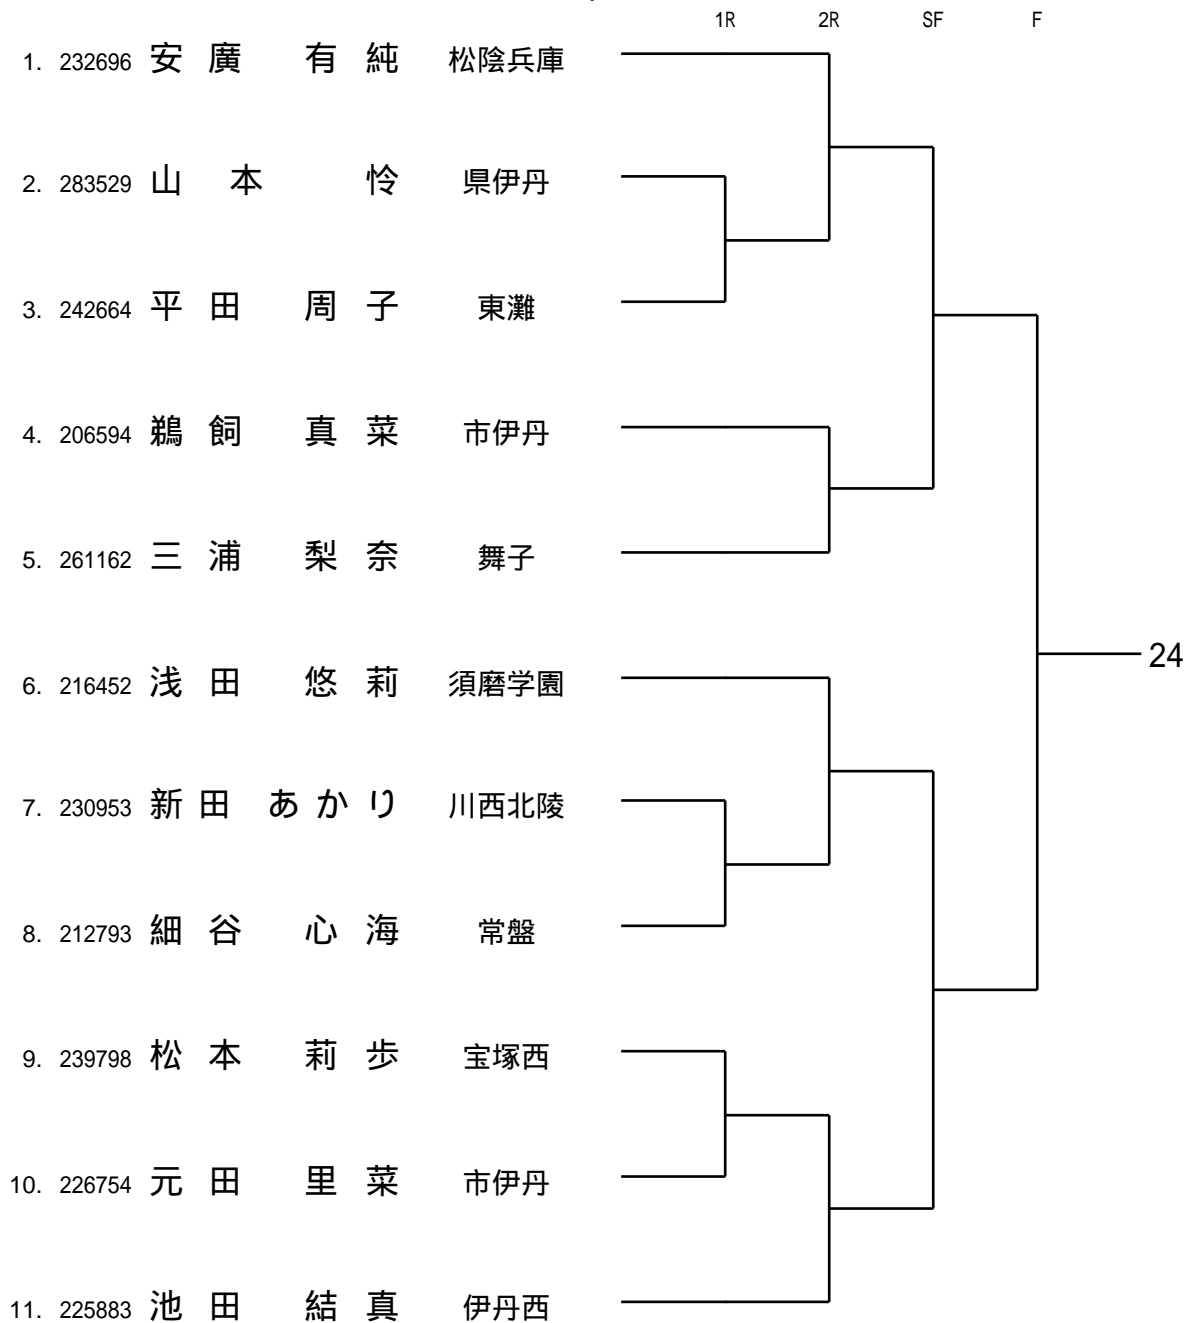 1R 2R SF F
1. 232696 安廣 有純 松陰兵庫
2. 283529 山本 怜 県伊丹
3. 242664 平田 周子 東灘
4. 206594 鵜飼 真菜 市伊丹
5. 261162 三浦 梨奈 舞子
24
6. 216452 浅田 悠莉 須磨学園
7. 230953 新田 あかり 川西北陵
8. 212793 細谷 心海 常盤
9. 239798 松本 莉歩 宝塚西
10. 226754 元田 里菜 市伊丹
11. 225883 池田 結真 伊丹西